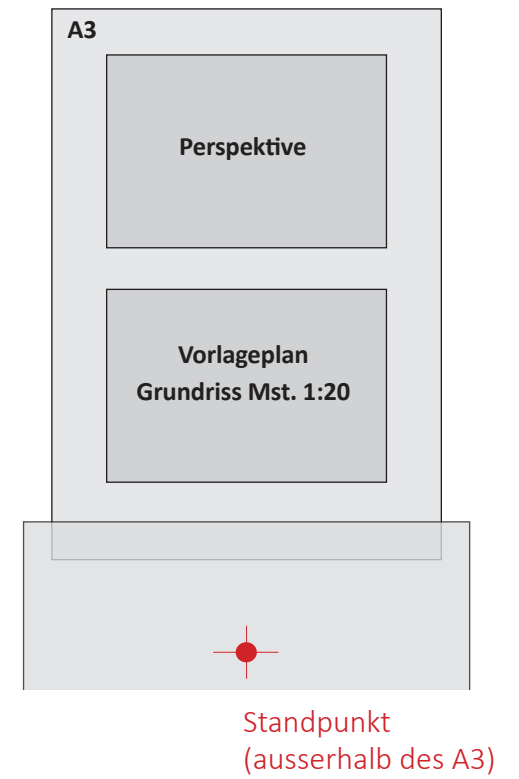 A3
Perspektive
Vorlageplan
Grundriss Mst. 1:20
Standpunkt
(ausserhalb des A3)